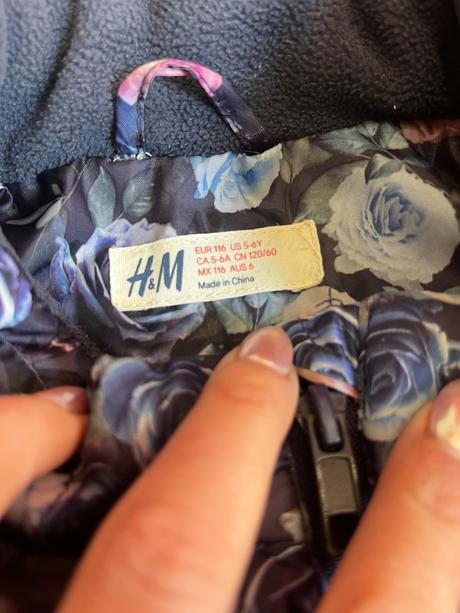 H&M
EUR 116 US 5-6Y
CA 5-6A CN 120/60
MX 116 AUS 6
Made in China